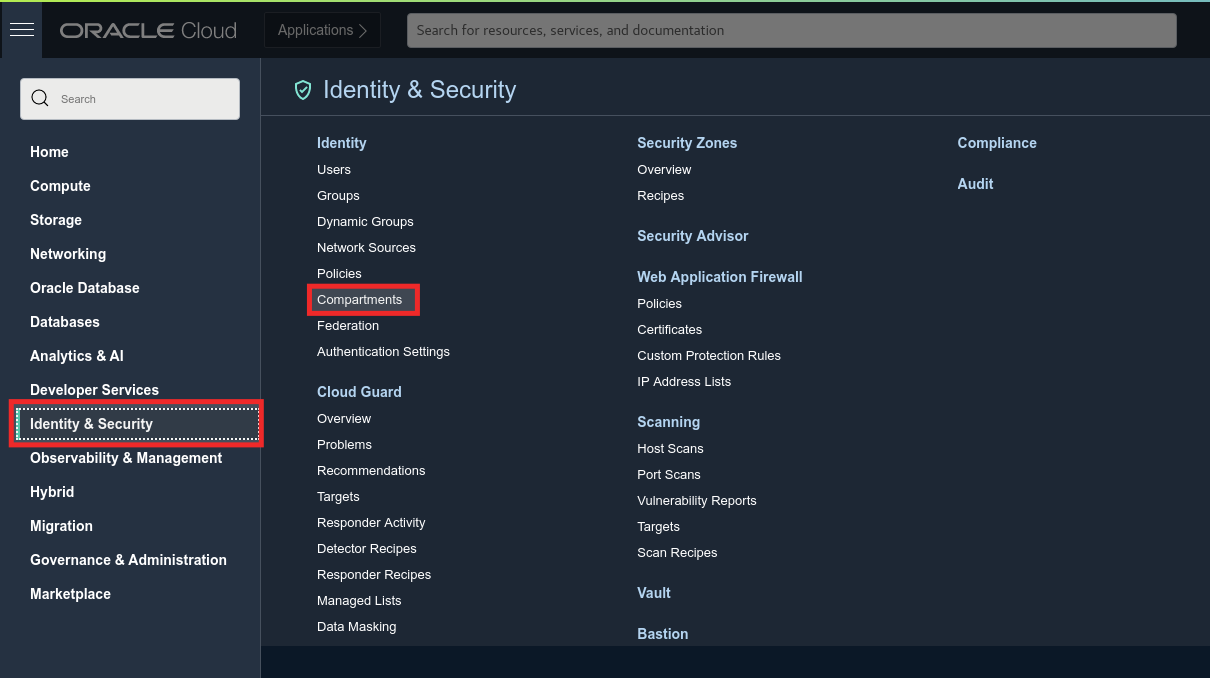 ORACLE Cloud
Applications
Search for resources, services, and documentation
Search
Home
Compute
Storage
Networking
Oracle Database
Databases
Analytics & AI
Developer Services
Identity & Security
Observability & Management
Hybrid
Migration
Governance & Administration
Marketplace
Identity & Security
Identity
Users
Groups
Dynamic Groups
Network Sources
Policies
Compartments
Federation
Authentication Settings
Cloud Guard
Overview
Problems
Recommendations
Targets
Responder Activity
Detector Recipes
Responder Recipes
Managed Lists
Data Masking
Security Zones
Overview
Recipes
Security Advisor
Web Application Firewall
Policies
Certificates
Custom Protection Rules
IP Address Lists
Scanning
Host Scans
Port Scans
Vulnerability Reports
Targets
Scan Recipes
Vault
Bastion
Compliance
Audit